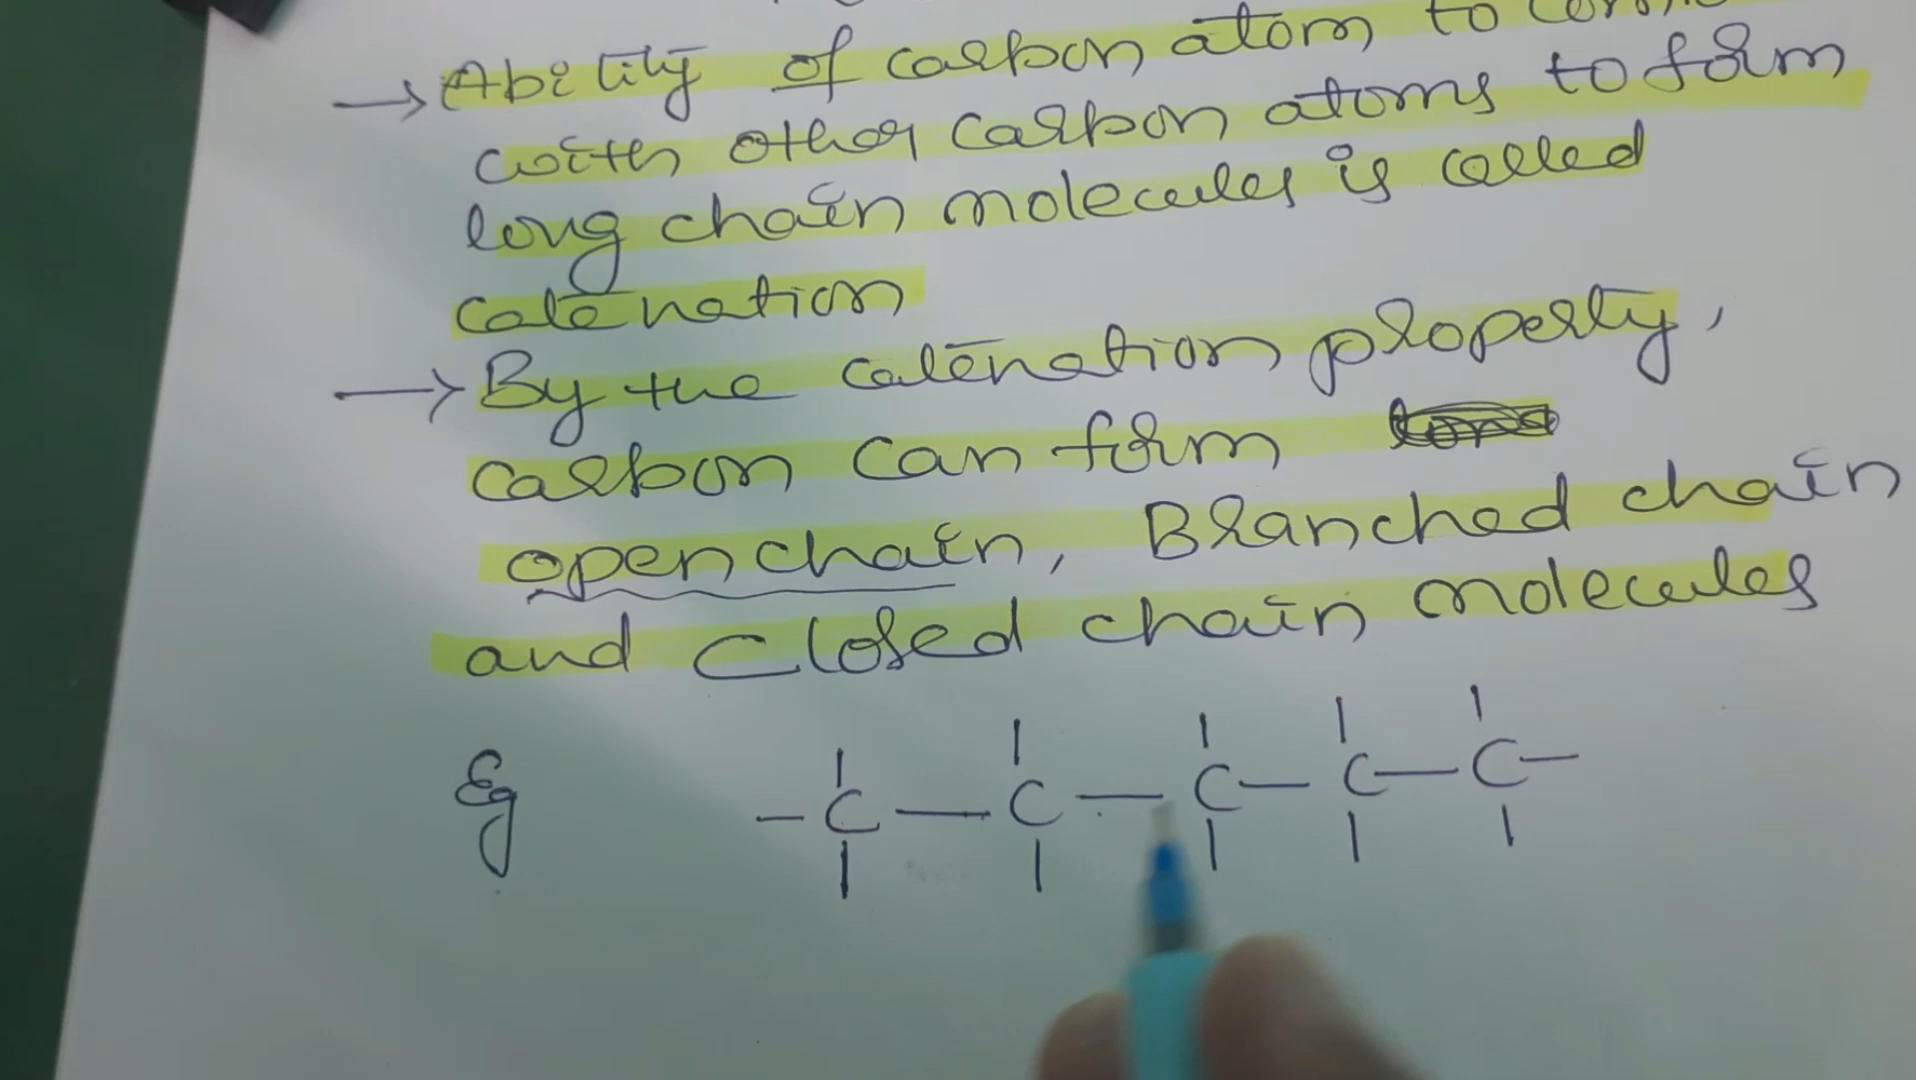 → Ability of carbon atom to
with other carbon atoms to form
long chain molecules is called
catenation
→ By the catenation property,
carbon can form
open chain, Branched chain
and closed chain molecules
Eg
- C - C - C - C - C -